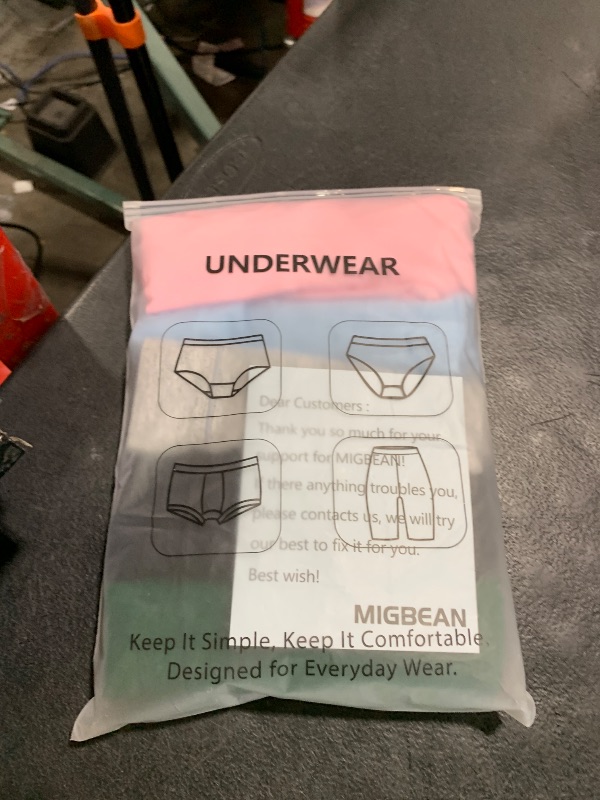 UNDERWEAR
Dear Customers :
Thank you so much for your
support for MIGBEAN!
If there anything troubles you,
please contacts us, we will try
our best to fix it for you.
Best wish!
MIGBEAN
Keep It Simple, Keep It Comfortable.
Designed for Everyday Wear.